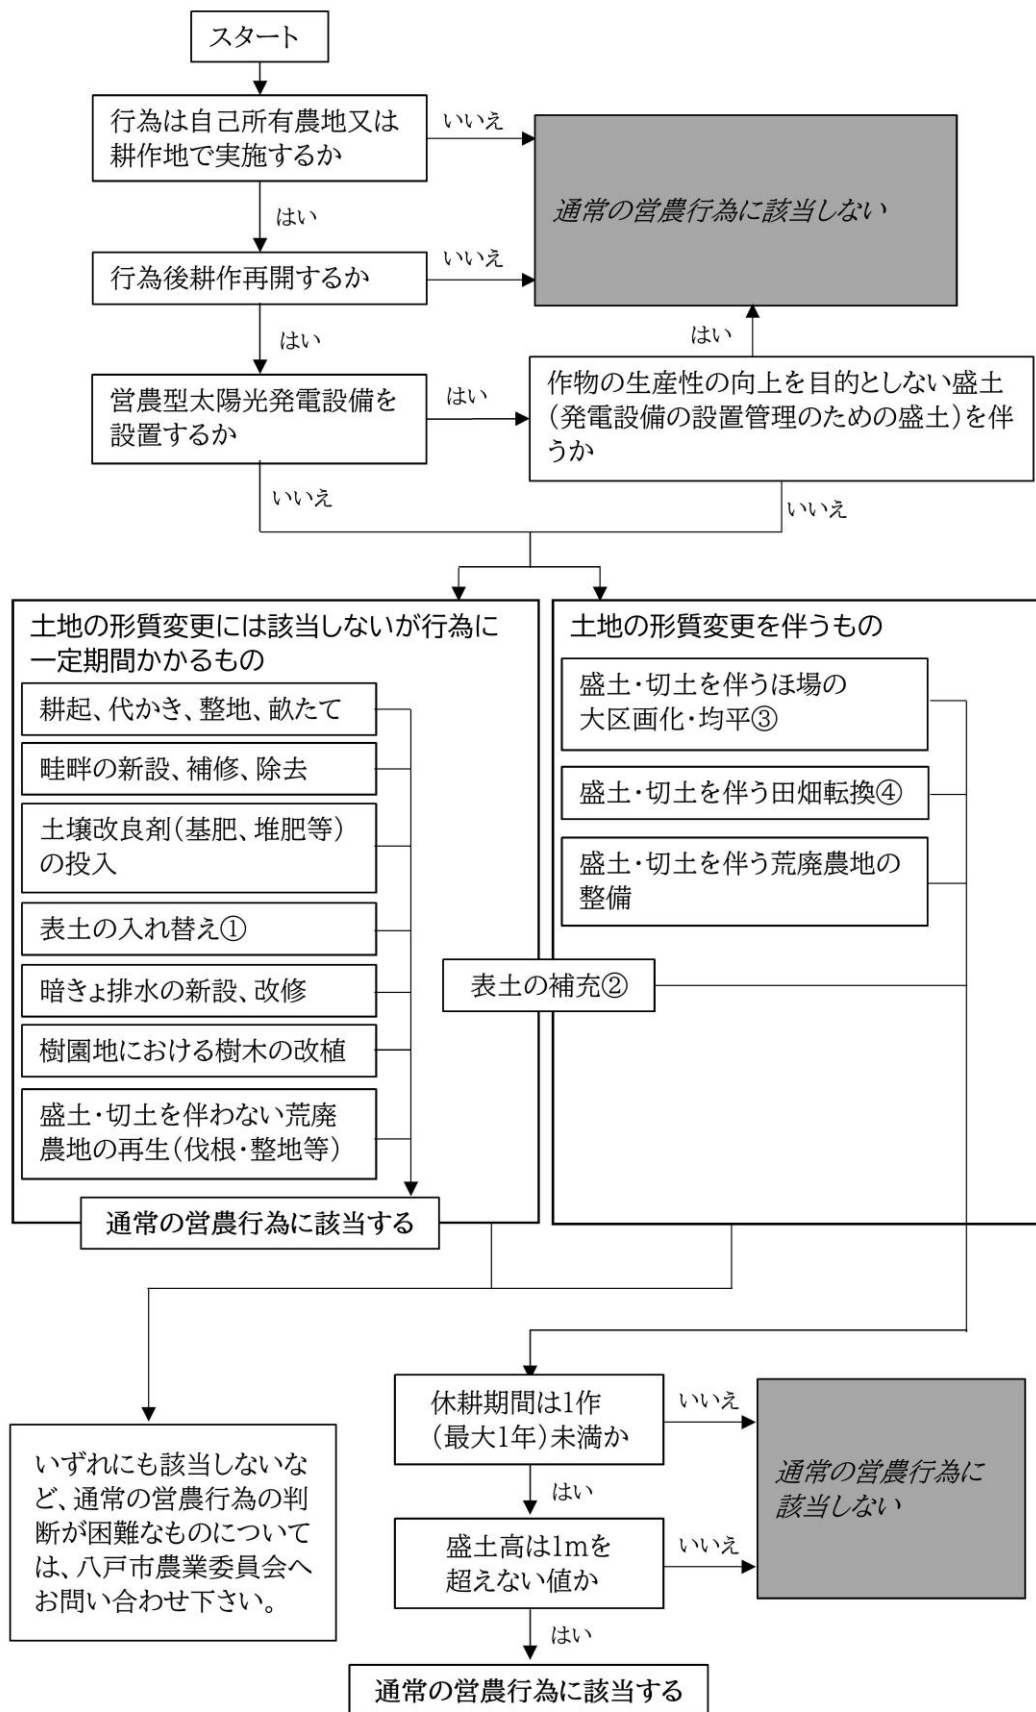 スタート
行為は自己所有農地又は
耕作地で実施するか
いいえ
通常の営農行為に該当しない
はい
行為後耕作再開するか
いいえ
はい
はい
営農型太陽光発電設備を
設置するか
はい
作物の生産性の向上を目的としない盛土
(発電設備の設置管理のための盛土)を伴
うか
いいえ
いいえ
土地の形質変更には該当しないが行為に
一定期間かかるもの
耕起、代かき、整地、畝たて
畦畔の新設、補修、除去
土壌改良剤(基肥、堆肥等)
の投入
表土の入れ替え①
暗きょ排水の新設、改修
樹園地における樹木の改植
盛土・切土を伴わない荒廃
農地の再生(伐根・整地等)
通常の営農行為に該当する
土地の形質変更を伴うもの
盛土・切土を伴うほ場の
大区画化・均平③
盛土・切土を伴う田畑転換④
盛土・切土を伴う荒廃農地の
整備
表土の補充②
休耕期間は1作
(最大1年)未満か
いいえ
通常の営農行為に
該当しない
はい
盛土高は1mを
超えない値か
いいえ
はい
通常の営農行為に該当する
いずれにも該当しないな
ど、通常の営農行為の判
断が困難なものについて
は、八戸市農業委員会へ
お問い合わせ下さい。